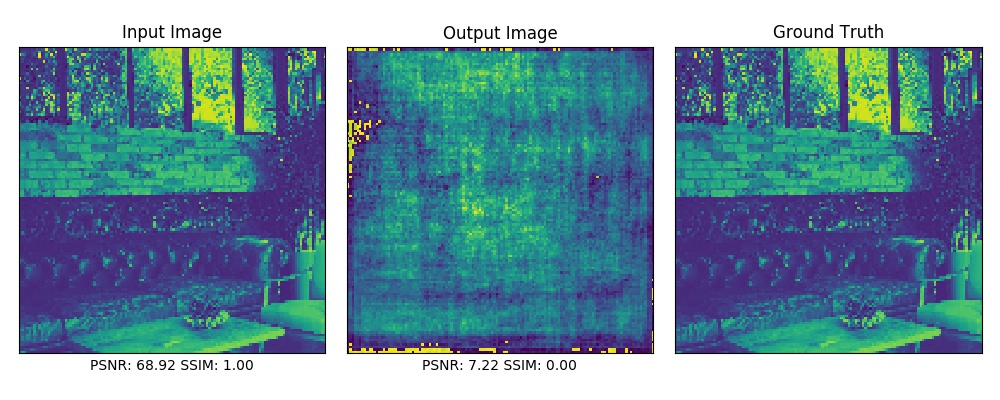 Input Image
Output Image
Ground Truth
PSNR: 68.92 SSIM: 1.00
PSNR: 7.22 SSIM: 0.00